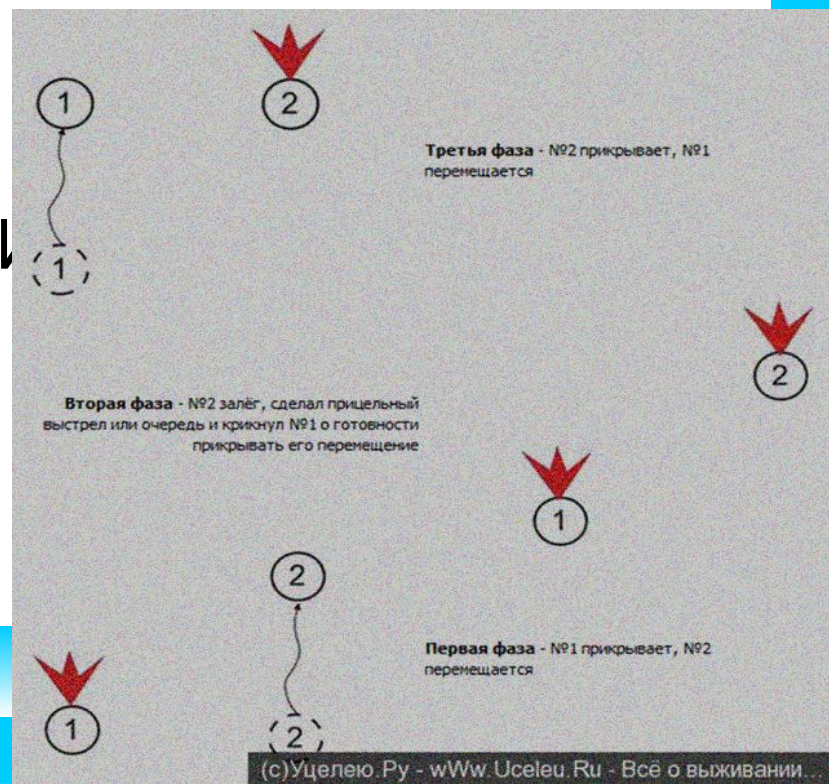 1
2
Третья фаза - №2 прикрывает, №1
перемещается
1
2
Вторая фаза - №2 залёг, сделал прицельный
выстрел или очередь и крикнул №1 о готовности
прикрывать его перемещение
1
2
Первая фаза - №1 прикрывает, №2
перемещается
1
2
(c)Уцелею.Ру - wWw.Uceleu.Ru - Всё о выживании...